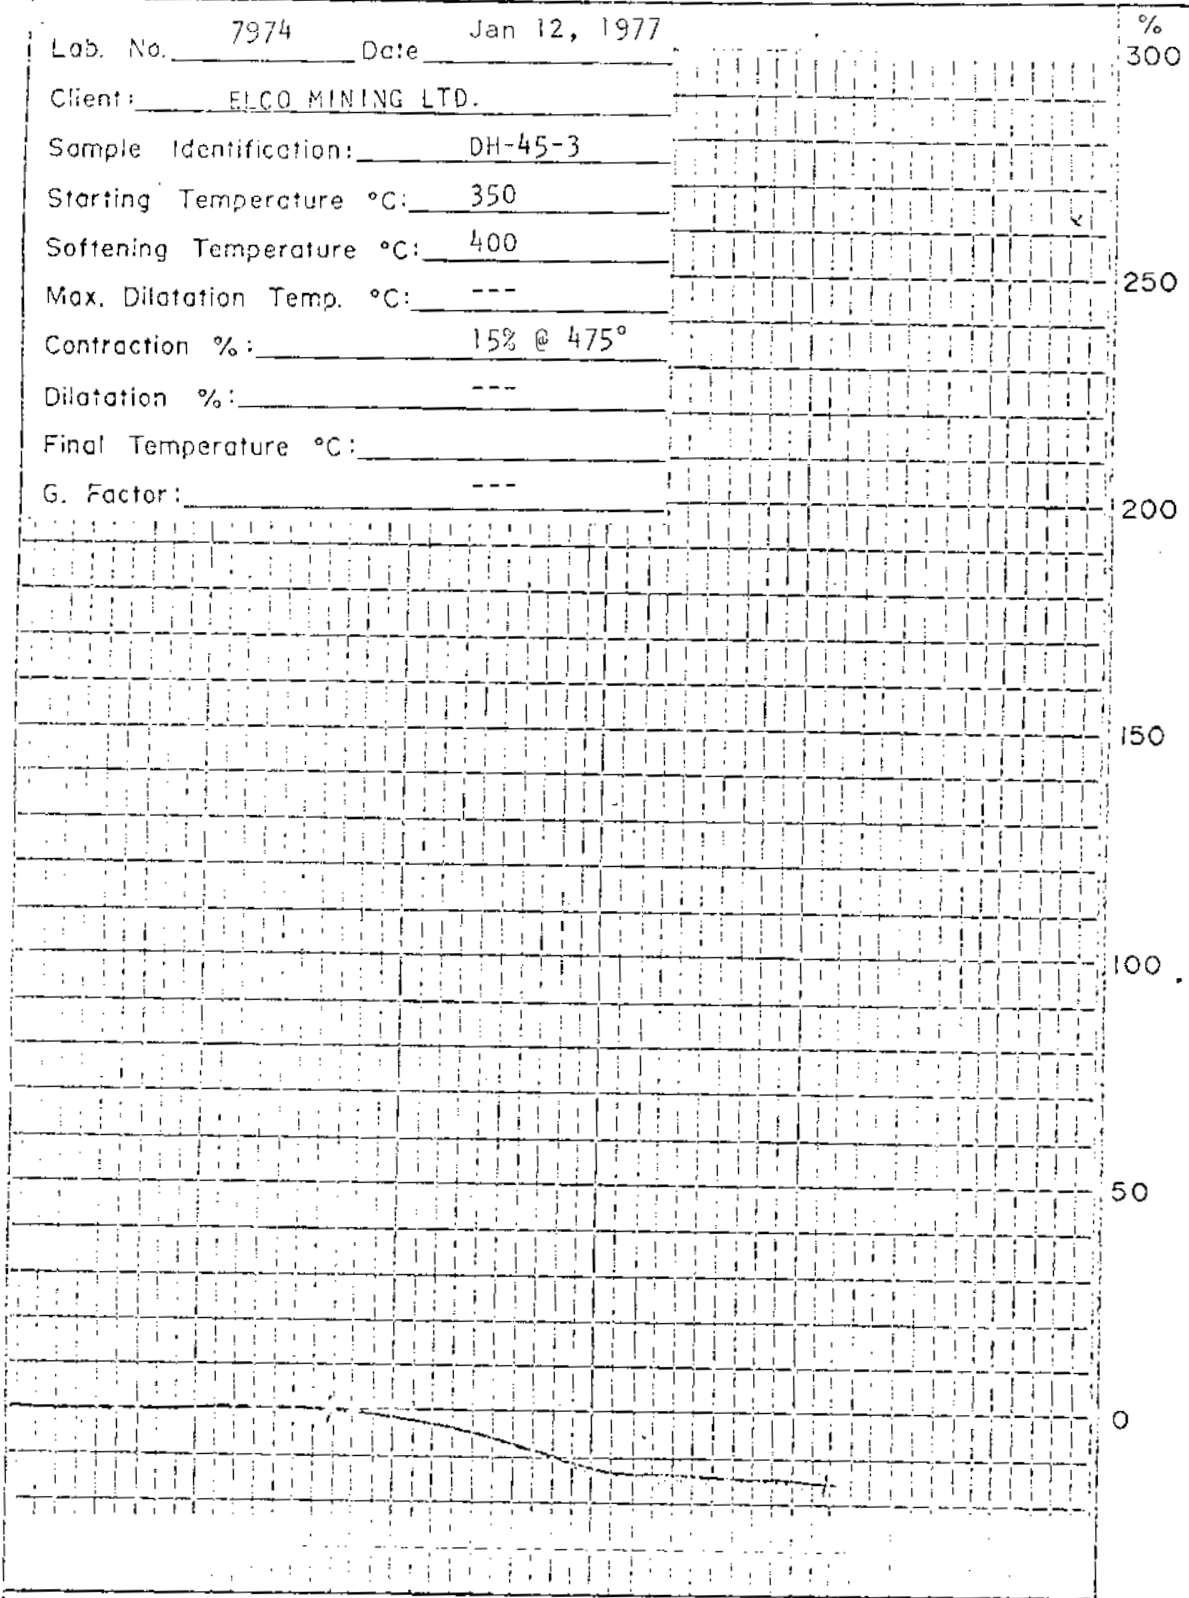 Lab. No. 7974 Date Jan 12, 1977
Client: ELCO MINING LTD.
Sample Identification: DH-45-3
Starting Temperature °C: 350
Softening Temperature °C: 400
Max. Dilatation Temp. °C: ---
Contraction %: 15% @ 475°
Dilatation %: ---
Final Temperature °C:
G. Factor: ---
%
300
250
200
150
100
50
0